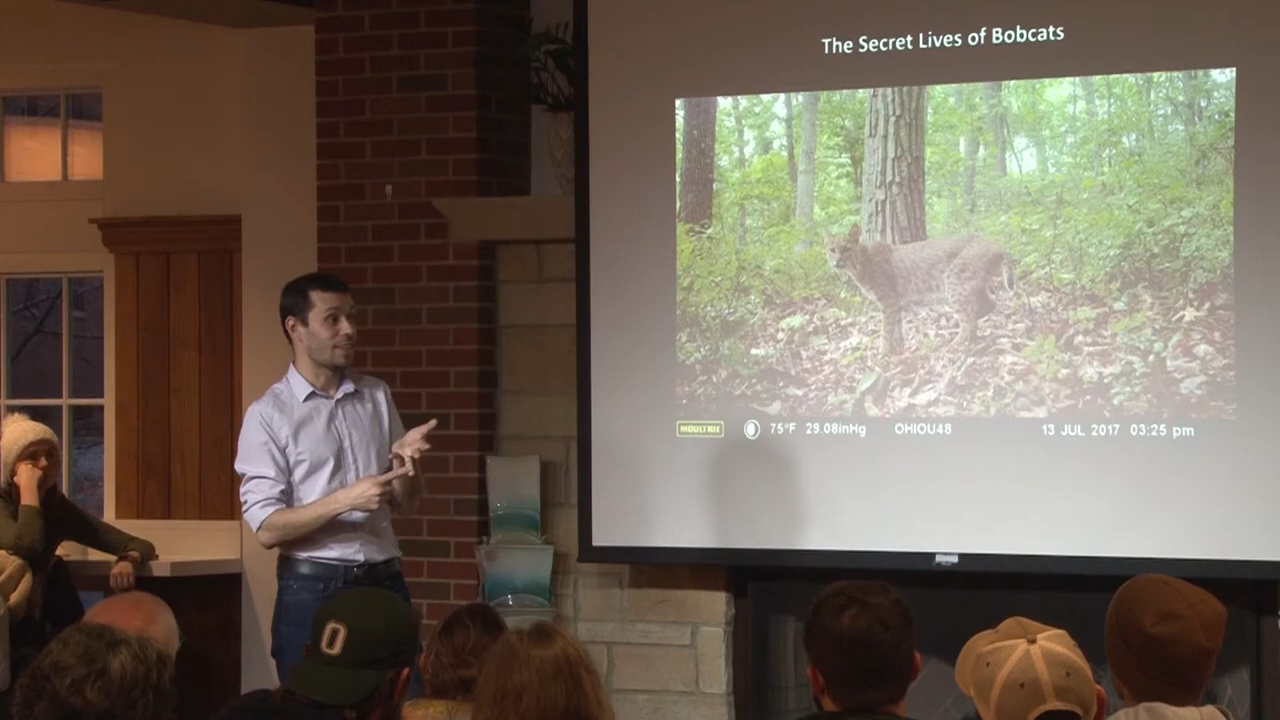 The Secret Lives of Bobcats
MOULTRIE 75°F 29.08inHg OHIOU48 13 JUL 2017 03:25 pm
O